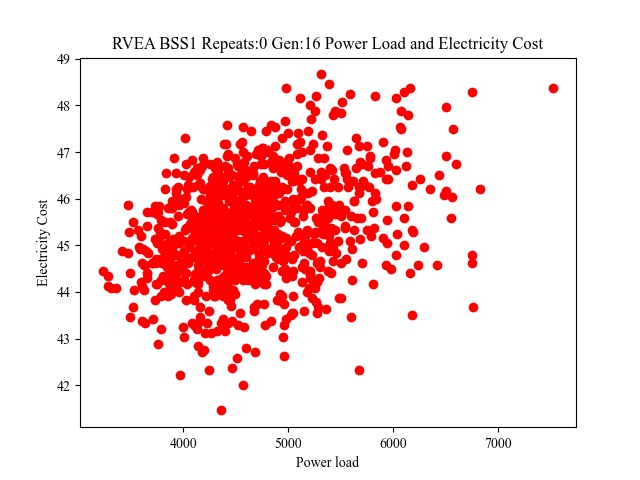 RVEA BSS1 Repeats:0 Gen:16 Power Load and Electricity Cost
49
48
47
46
45
44
43
42
Electricity Cost
4000 5000 6000 7000
Power load